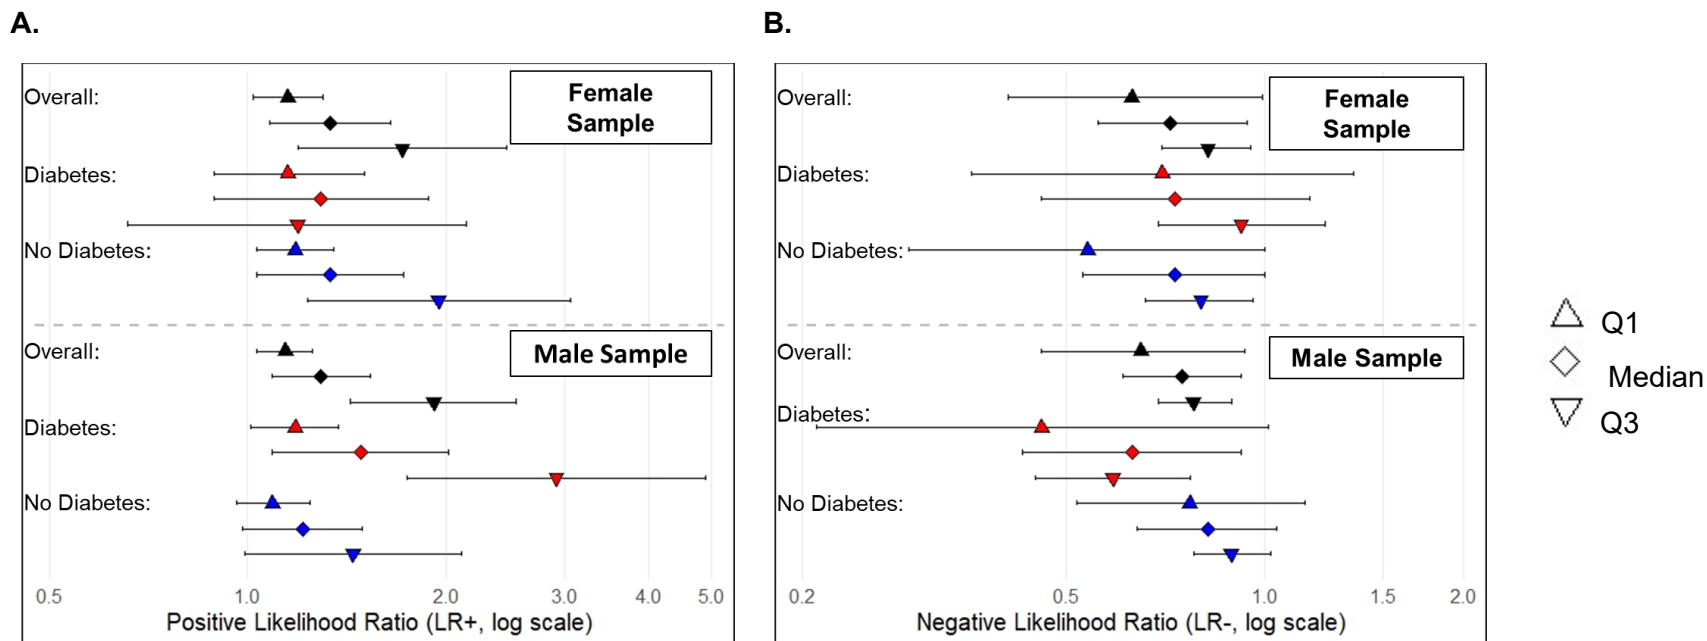 A.
Overall:
Female
Sample
Diabetes:
No Diabetes:
Overall:
Male Sample
Diabetes:
No Diabetes:
0.5 1.0 2.0 3.0 4.0 5.0
Positive Likelihood Ratio (LR+, log scale)
B.
Overall:
Female
Sample
Diabetes:
No Diabetes:
Overall:
Male Sample
Diabetes:
No Diabetes:
0.2 0.5 1.0 1.5 2.0
Negative Likelihood Ratio (LR-, log scale)
Q1
Median
Q3